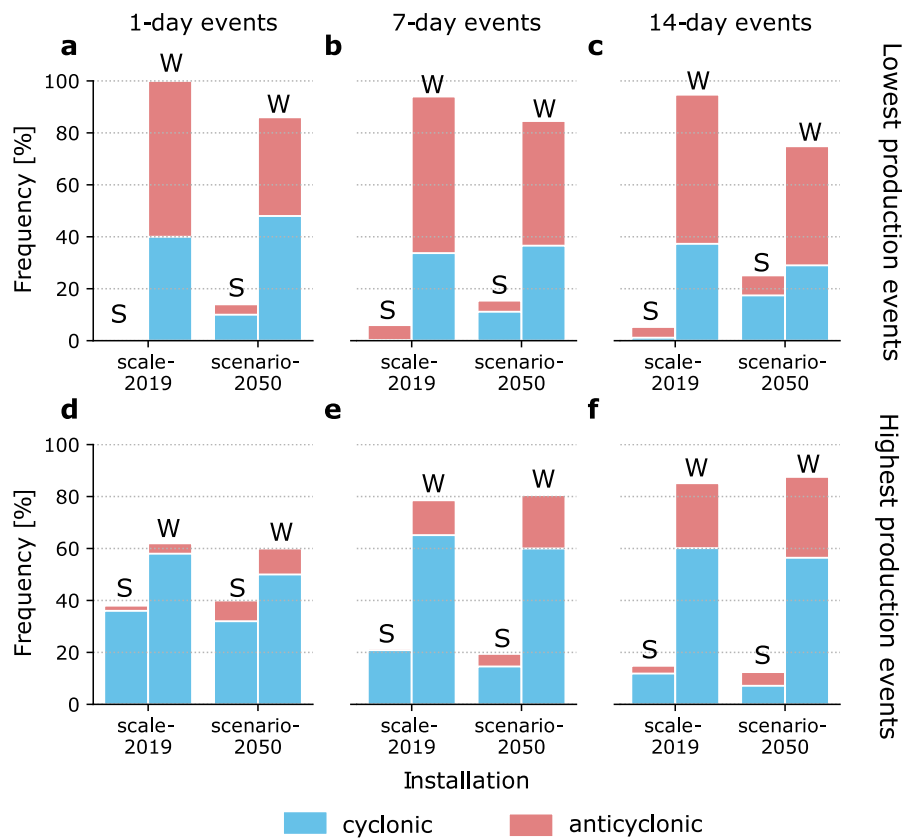 1-day events
7-day events
14-day events
a
b
c
W
W
W
W
W
W
S
S
S
S
S
S
100
80
60
40
20
0
Frequency [%]
scale-
2019
scenario-
2050
scale-
2019
scenario-
2050
scale-
2019
scenario-
2050
Lowest production events
d
e
f
W
W
W
W
W
W
S
S
S
S
S
S
100
80
60
40
20
0
Frequency [%]
scale-
2019
scenario-
2050
scale-
2019
scenario-
2050
scale-
2019
scenario-
2050
Highest production events
Installation
cyclonic
anticyclonic